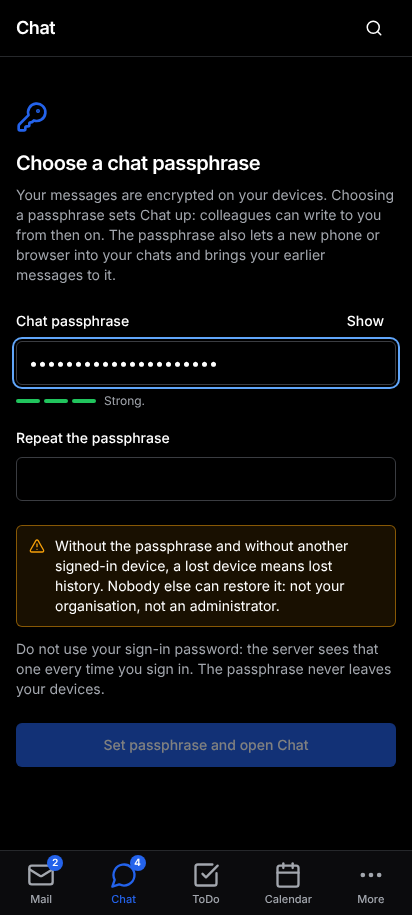 Chat
Choose a chat passphrase
Your messages are encrypted on your devices. Choosing
a passphrase sets Chat up: colleagues can write to you
from then on. The passphrase also lets a new phone or
browser into your chats and brings your earlier
messages to it.
Chat passphrase Show
•••••••••••••••••••••
Strong.
Repeat the passphrase
Without the passphrase and without another
signed-in device, a lost device means lost
history. Nobody else can restore it: not your
organisation, not an administrator.
Do not use your sign-in password: the server sees that
one every time you sign in. The passphrase never leaves
your devices.
Set passphrase and open Chat
2 4
Mail Chat ToDo Calendar More